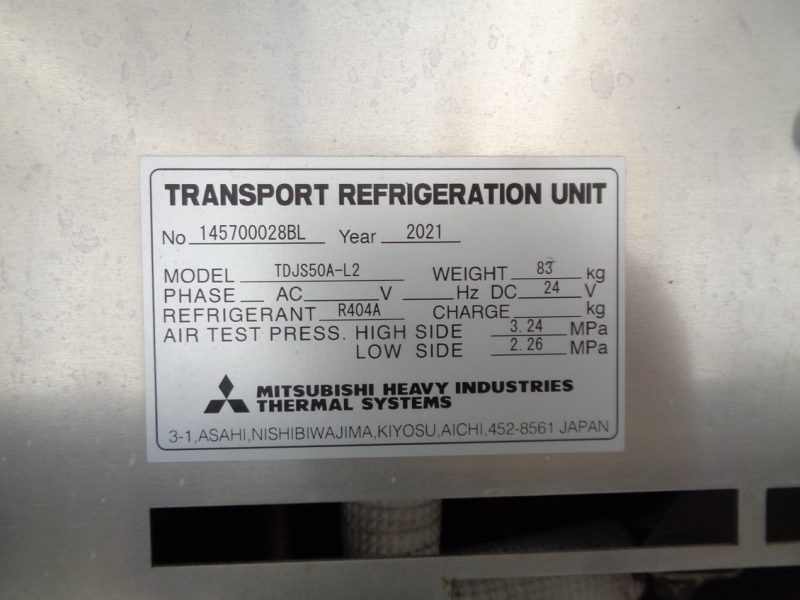 TRANSPORT REFRIGERATION UNIT
No 145700028BL Year 2021
MODEL TDJS50A-L2 WEIGHT 83 kg
PHASE AC V Hz DC 24 V
REFRIGERANT R404A CHARGE kg
AIR TEST PRESS. HIGH SIDE 3.24 MPa
LOW SIDE 2.26 MPa
MITSUBISHI HEAVY INDUSTRIES
THERMAL SYSTEMS
3-1,ASAHI,NISHIBIWAJIMA,KIYOSU,AICHI,452-8561 JAPAN